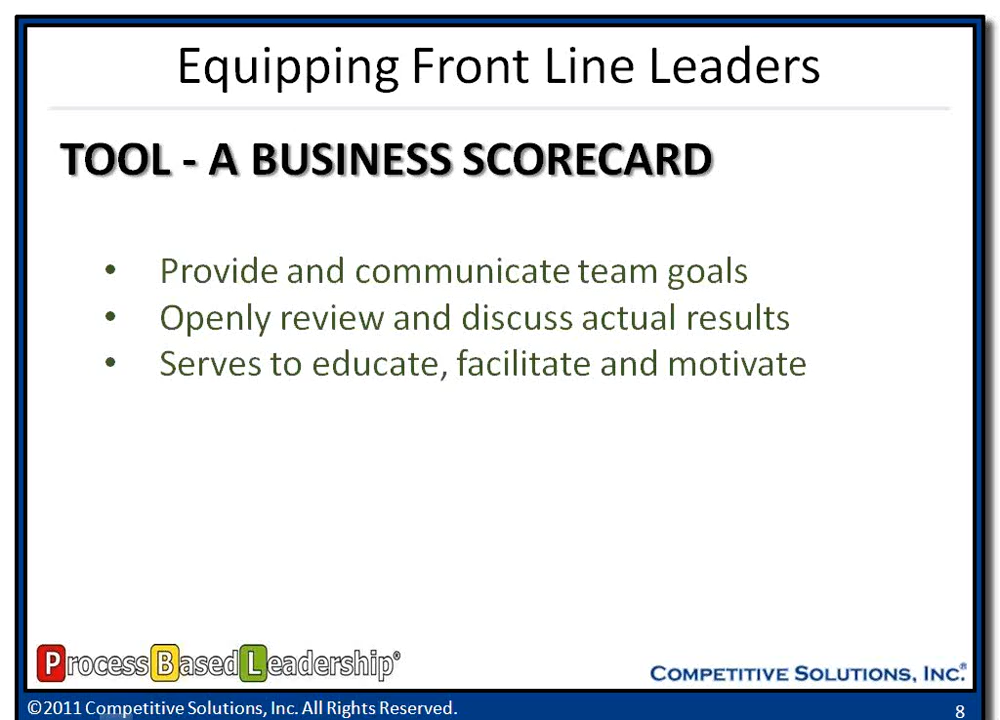 Equipping Front Line Leaders
TOOL - A BUSINESS SCORECARD
• Provide and communicate team goals
• Openly review and discuss actual results
• Serves to educate, facilitate and motivate
Process Based Leadership®
COMPETITIVE SOLUTIONS, INC.®
©2011 Competitive Solutions, Inc. All Rights Reserved.
8